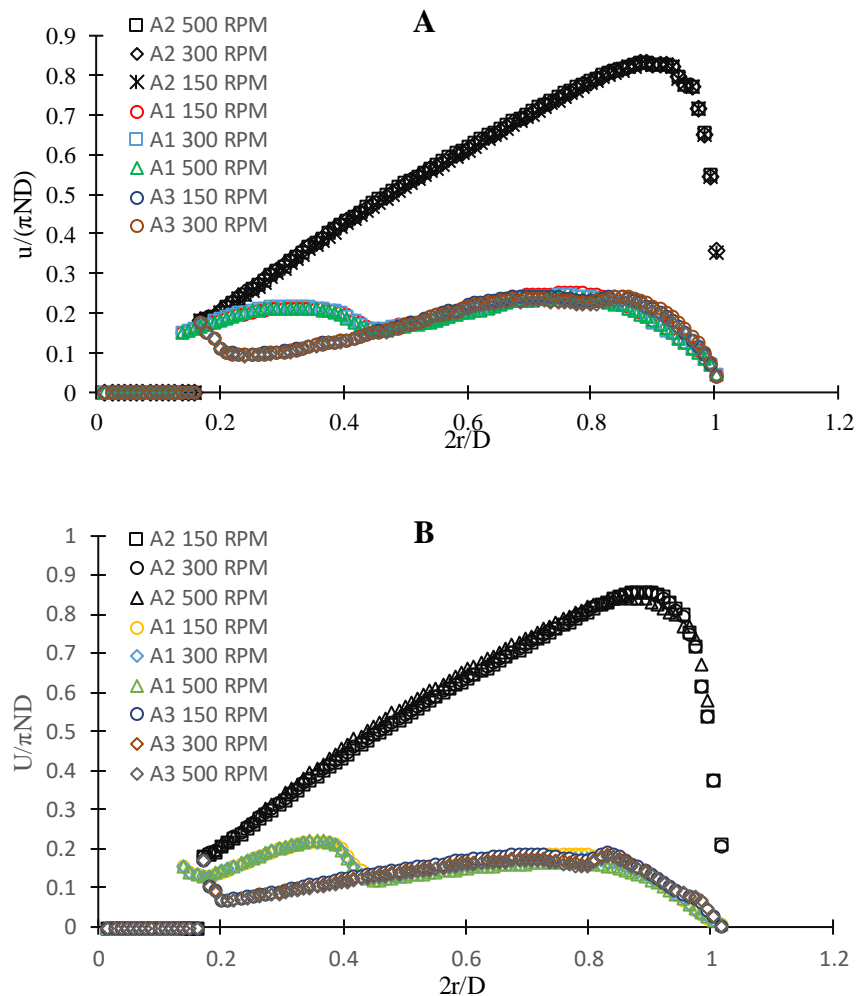 A
A2 500 RPM
A2 300 RPM
A2 150 RPM
A1 150 RPM
A1 300 RPM
A1 500 RPM
A3 150 RPM
A3 300 RPM
0.9
0.8
0.7
0.6
0.5
0.4
0.3
0.2
0.1
0
u/(πND)
0 0.2 0.4 0.6 0.8 1 1.2
2r/D
B
A2 150 RPM
A2 300 RPM
A2 500 RPM
A1 150 RPM
A1 300 RPM
A1 500 RPM
A3 150 RPM
A3 300 RPM
A3 500 RPM
1
0.9
0.8
0.7
0.6
0.5
0.4
0.3
0.2
0.1
0
U/πND
0 0.2 0.4 0.6 0.8 1 1.2
2r/D